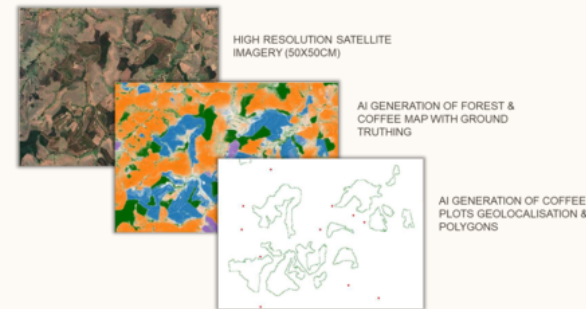 HIGH RESOLUTION SATELLITE
IMAGERY (50X50CM)
AI GENERATION OF FOREST &
COFFEE MAP WITH GROUND
TRUTHING
AI GENERATION OF COFFEE
PLOTS GEOLOCALISATION &
POLYGONS